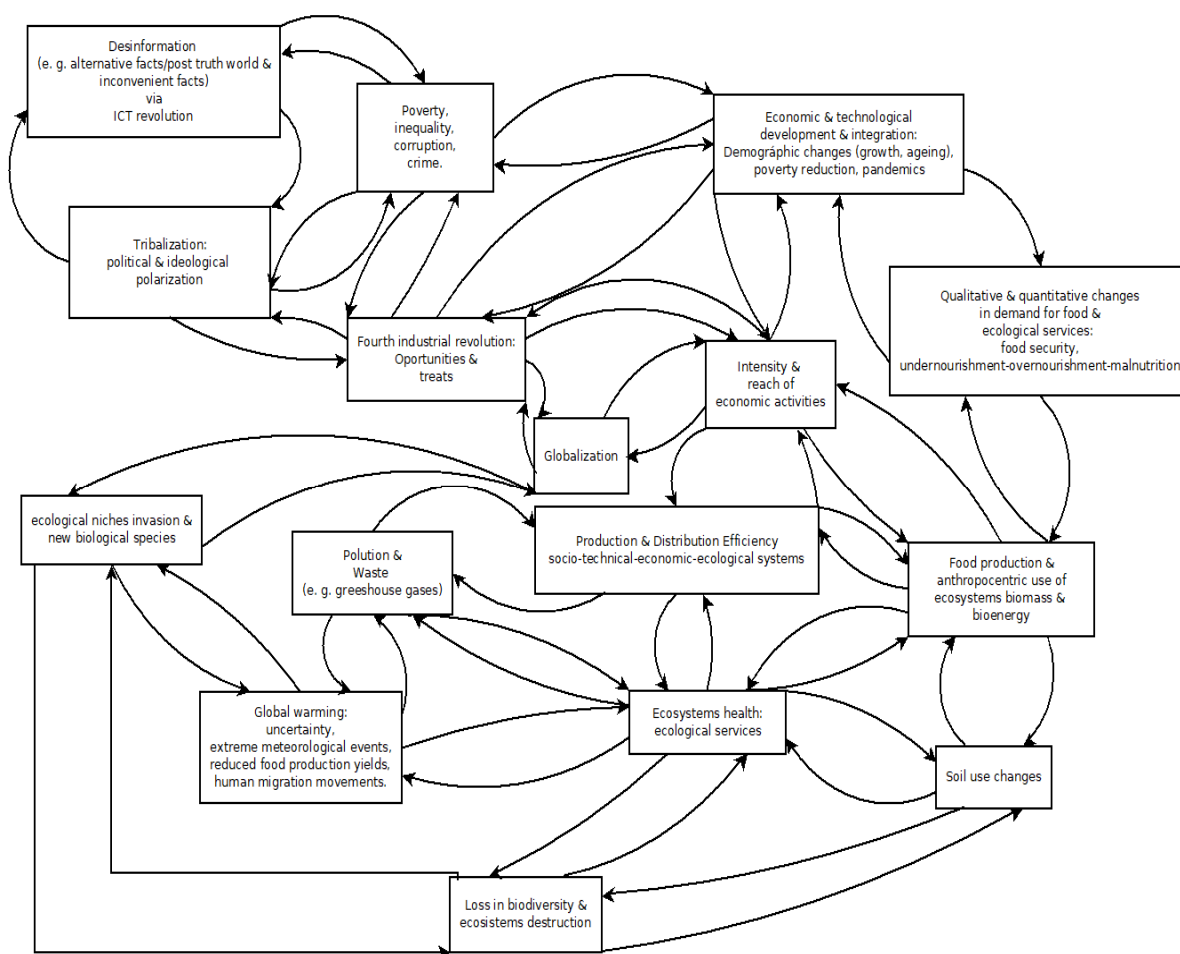 Desinformation
(e. g. alternative facts/post truth world &
inconvenient facts)
via
ICT revolution
Poverty,
inequality,
corruption,
crime.
Economic & technological
development & integration:
Demográphic changes (growth, ageing),
poverty reduction, pandemics
Tribalization:
political & ideological
polarization
Qualitative & quantitative changes
in demand for food &
ecological services:
food security,
undernourishment-overnourishment-malnutrition
Fourth industrial revolution:
Oportunities &
treats
Intensity &
reach of
economic activities
Globalization
ecological niches invasion &
new biological species
Polution &
Waste
(e. g. greeshouse gases)
Production & Distribution Efficiency
socio-technical-economic-ecological systems
Food production &
anthropocentric use of
ecosystems biomass &
bioenergy
Global warming:
uncertainty,
extreme meteorological events,
reduced food production yields,
human migration movements.
Ecosystems health:
ecological services
Soil use changes
Loss in biodiversity &
ecosistems destruction